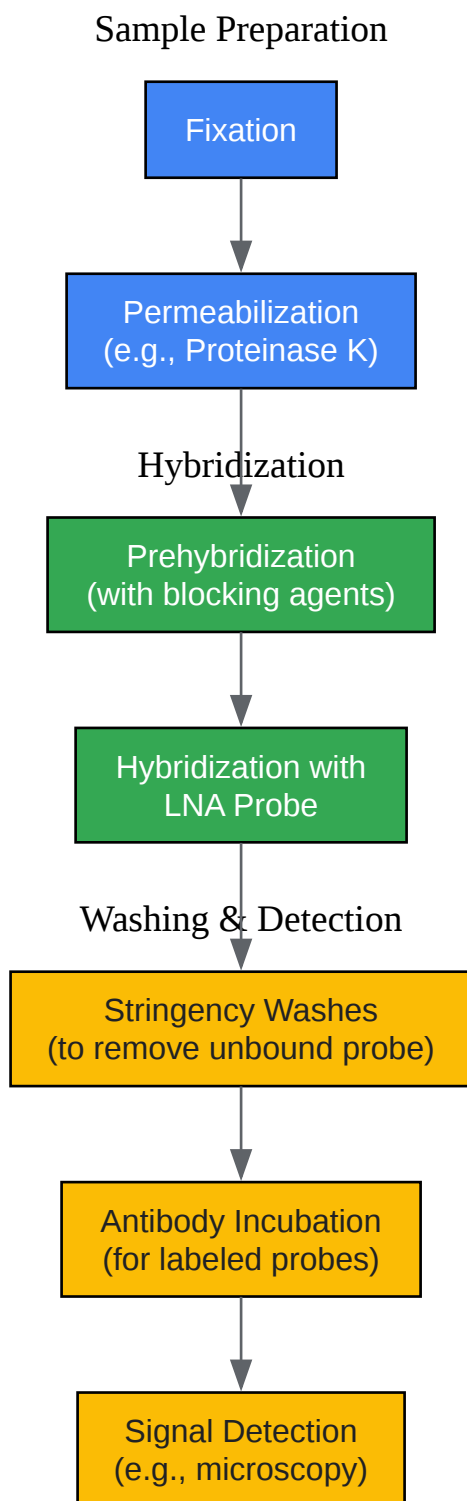 Sample Preparation
Fixation
Permeabilization
(e.g., Proteinase K)
Hybridization
Prehybridization
(with blocking agents)
Hybridization with
LNA Probe
Washing & Detection
Stringency Washes
(to remove unbound probe)
Antibody Incubation
(for labeled probes)
Signal Detection
(e.g., microscopy)